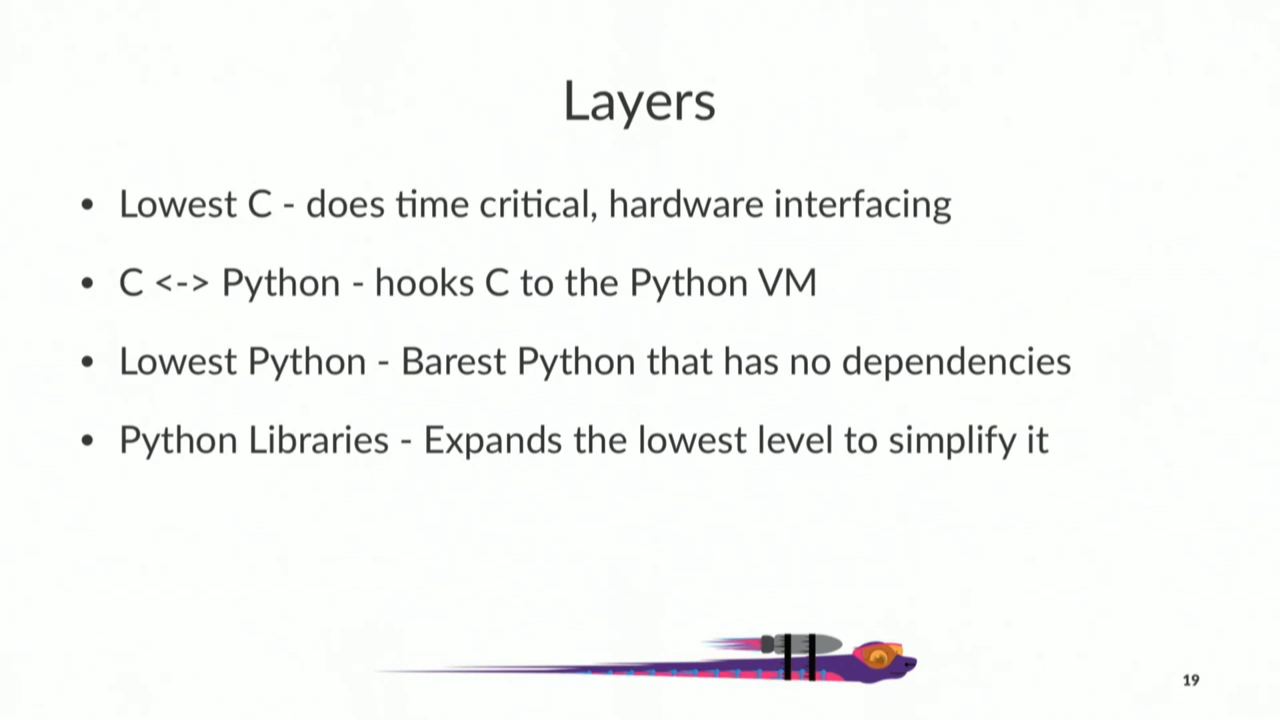 Layers
• Lowest C - does time critical, hardware interfacing
• C <-> Python - hooks C to the Python VM
• Lowest Python - Barest Python that has no dependencies
• Python Libraries - Expands the lowest level to simplify it
19